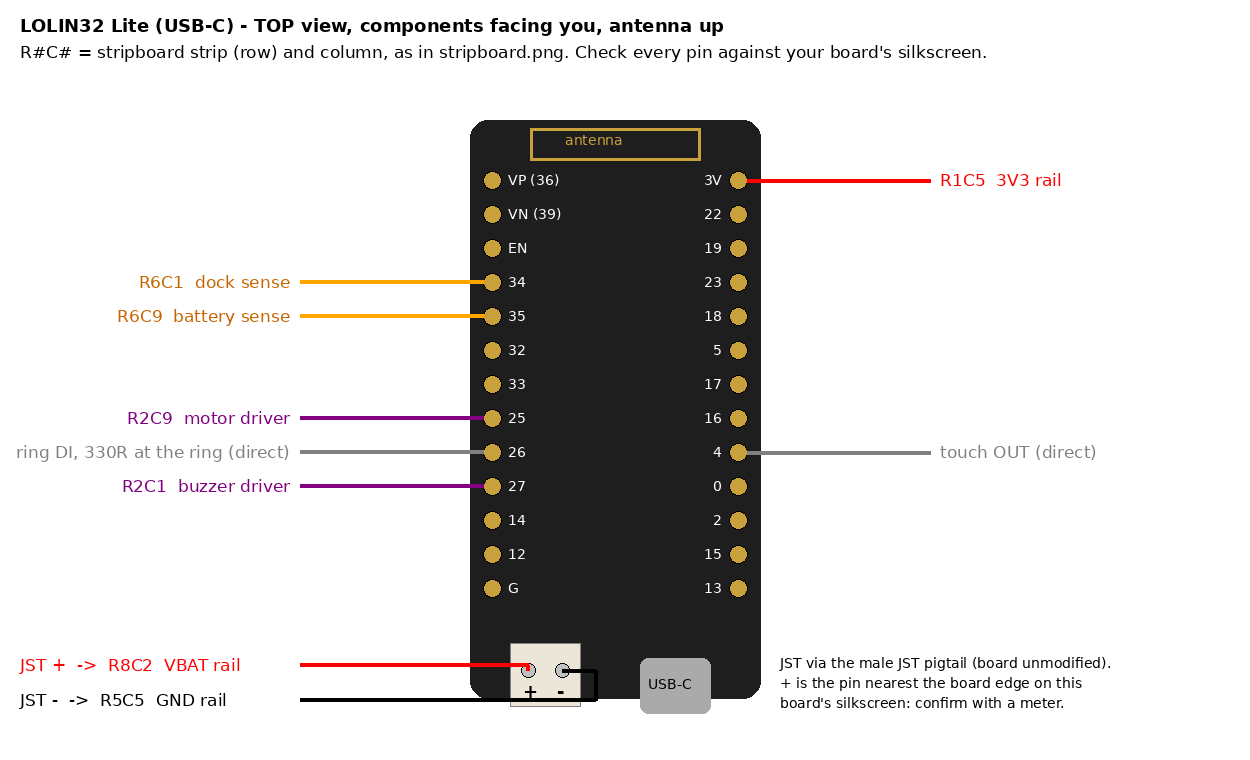 LOLIN32 Lite (USB-C) - TOP view, components facing you, antenna up
R#C# = stripboard strip (row) and column, as in stripboard.png. Check every pin against your board's silkscreen.
antenna
VP (36) 3V R1C5 3V3 rail
VN (39) 22
EN 19
R6C1 dock sense 34 23
R6C9 battery sense 35 18
32 5
33 17
R2C9 motor driver 25 16
ring DI, 330R at the ring (direct) 26 4 touch OUT (direct)
R2C1 buzzer driver 27 0
14 2
12 15
G 13
JST + -> R8C2 VBAT rail
JST - -> R5C5 GND rail
+ -
USB-C
JST via the male JST pigtail (board unmodified).
+ is the pin nearest the board edge on this
board's silkscreen: confirm with a meter.